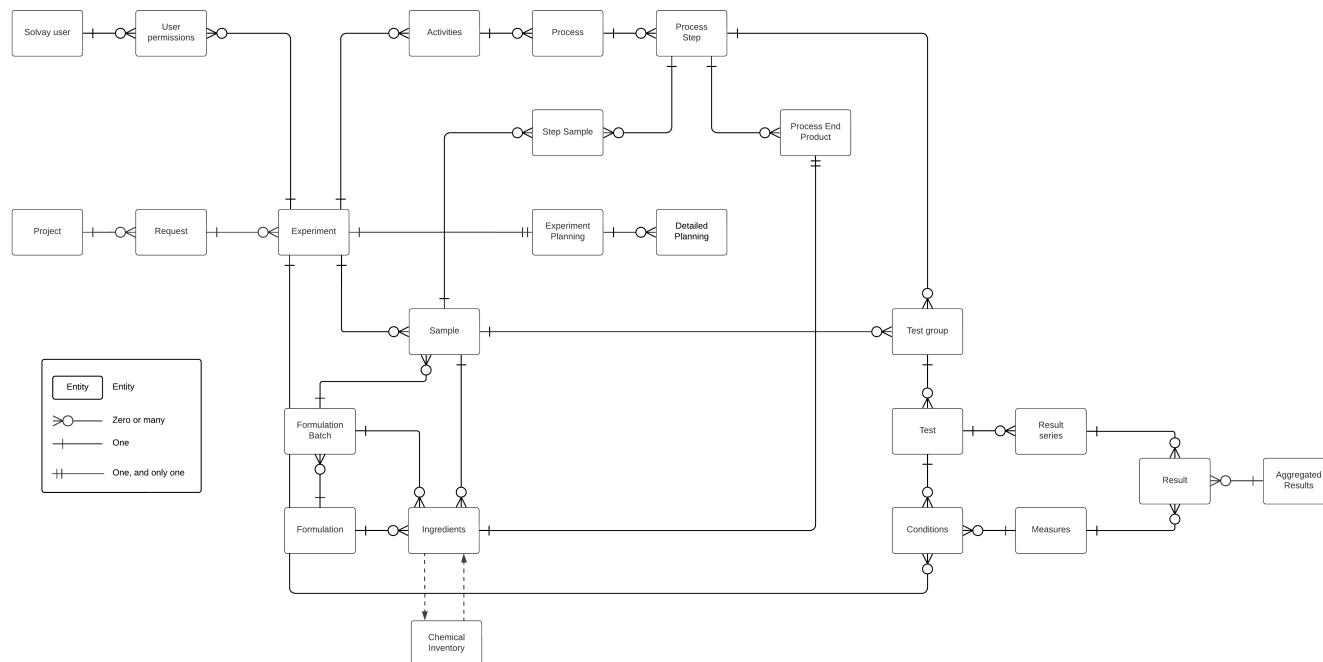 Solvay user
User
permissions
Activities
Process
Process
Step
Step Sample
Process End
Product
Project
Request
Experiment
Experiment
Planning
Detailed
Planning
Sample
Test group
Entity
Entity
Zero or many
One
One, and only one
Formulation
Batch
Test
Result
series
Result
Aggregated
Results
Formulation
Ingredients
Conditions
Measures
Chemical
Inventory